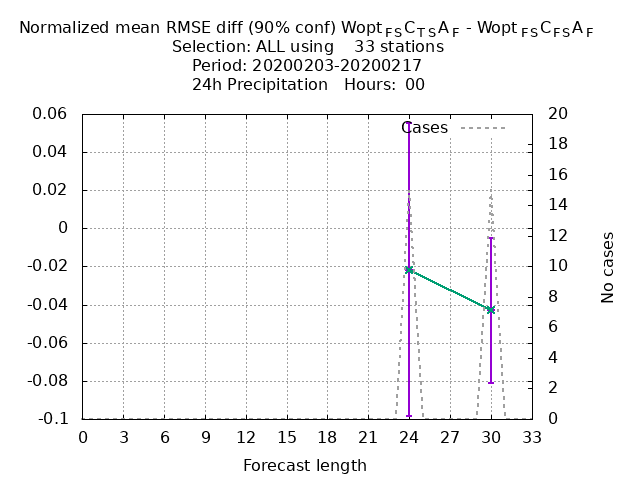 Normalized mean RMSE diff (90% conf) Wopt FS C T S A F - Wopt FS C FS A F
Selection: ALL using 33 stations
Period: 20200203-20200217
24h Precipitation Hours: 00
Cases
0.06
0.04
0.02
0
-0.02
-0.04
-0.06
-0.08
-0.1
20
18
16
14
12
10
8
6
4
2
0
No cases
0 3 6 9 12 15 18 21 24 27 30 33
Forecast length